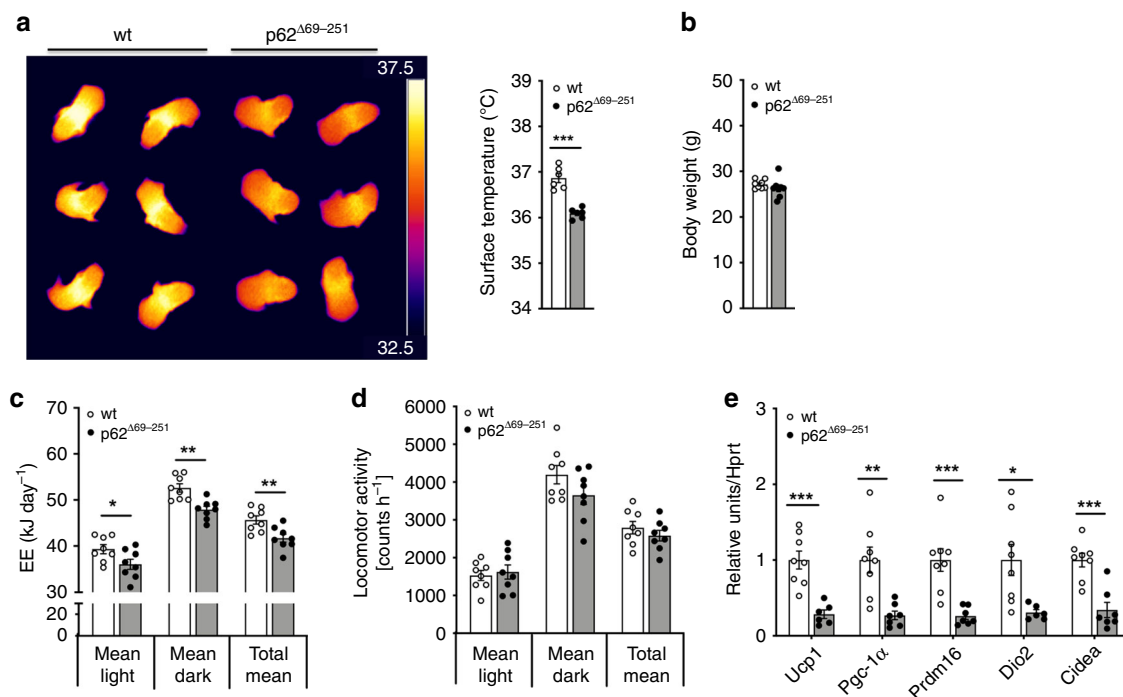 a
wt
p62Δ69–251
37.5
32.5
Surface temperature (°C)
39
38
37
36
35
34
wt
p62Δ69–251
***
b
Body weight (g)
50
40
30
20
10
0
wt
p62Δ69–251
c
EE (kJ day−1)
70
60
50
40
30
20
0
wt
p62Δ69–251
*
**
**
Mean light
Mean dark
Total mean
d
Locomotor activity
[counts h−1]
6000
5000
4000
3000
2000
1000
0
wt
p62Δ69–251
Mean light
Mean dark
Total mean
e
Relative units/Hprt
3
2
1
0
wt
p62Δ69–251
***
**
***
*
***
Ucp1
Pgc-1α
Prdm16
Dio2
Cidea